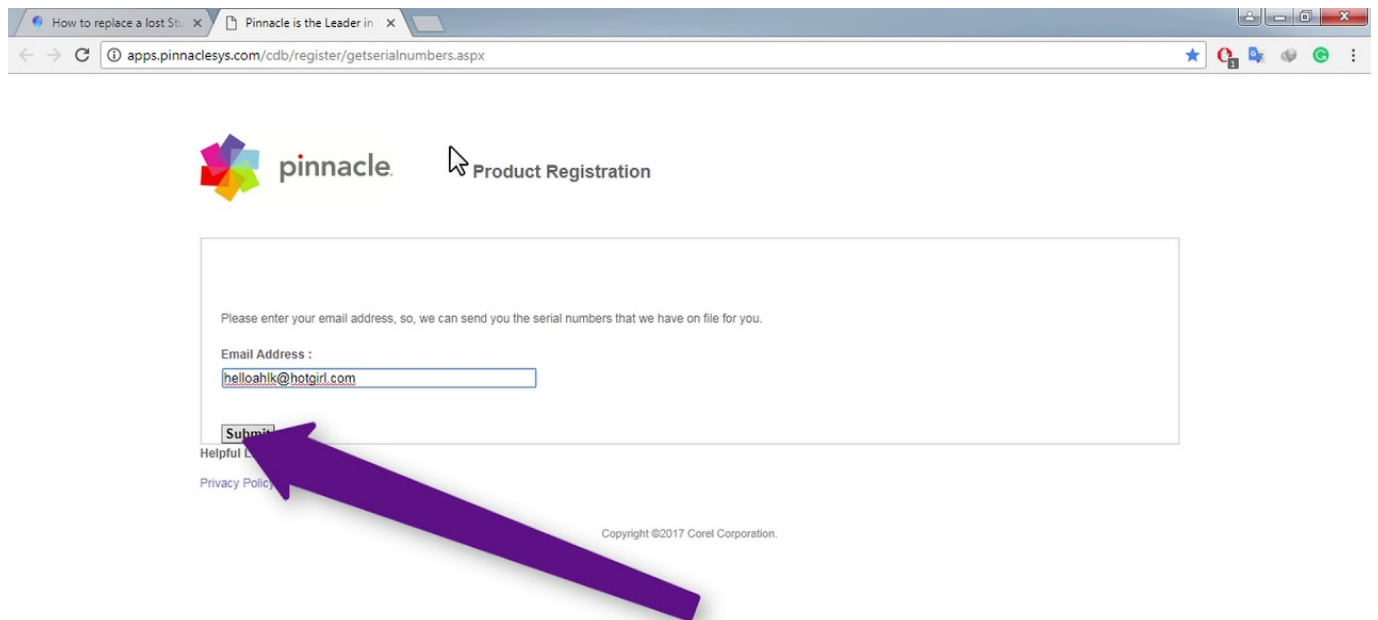 How to replace a lost Stu
Pinnacle is the Leader in
apps.pinnaclesys.com/cdb/register/getserialnumbers.aspx
1
pinnacle.
Product Registration
Please enter your email address, so, we can send you the serial numbers that we have on file for you.
Email Address :
helloahlk@hotgirl.com
Submit
Helpful
Privacy Policy
Copyright ©2017 Corel Corporation.